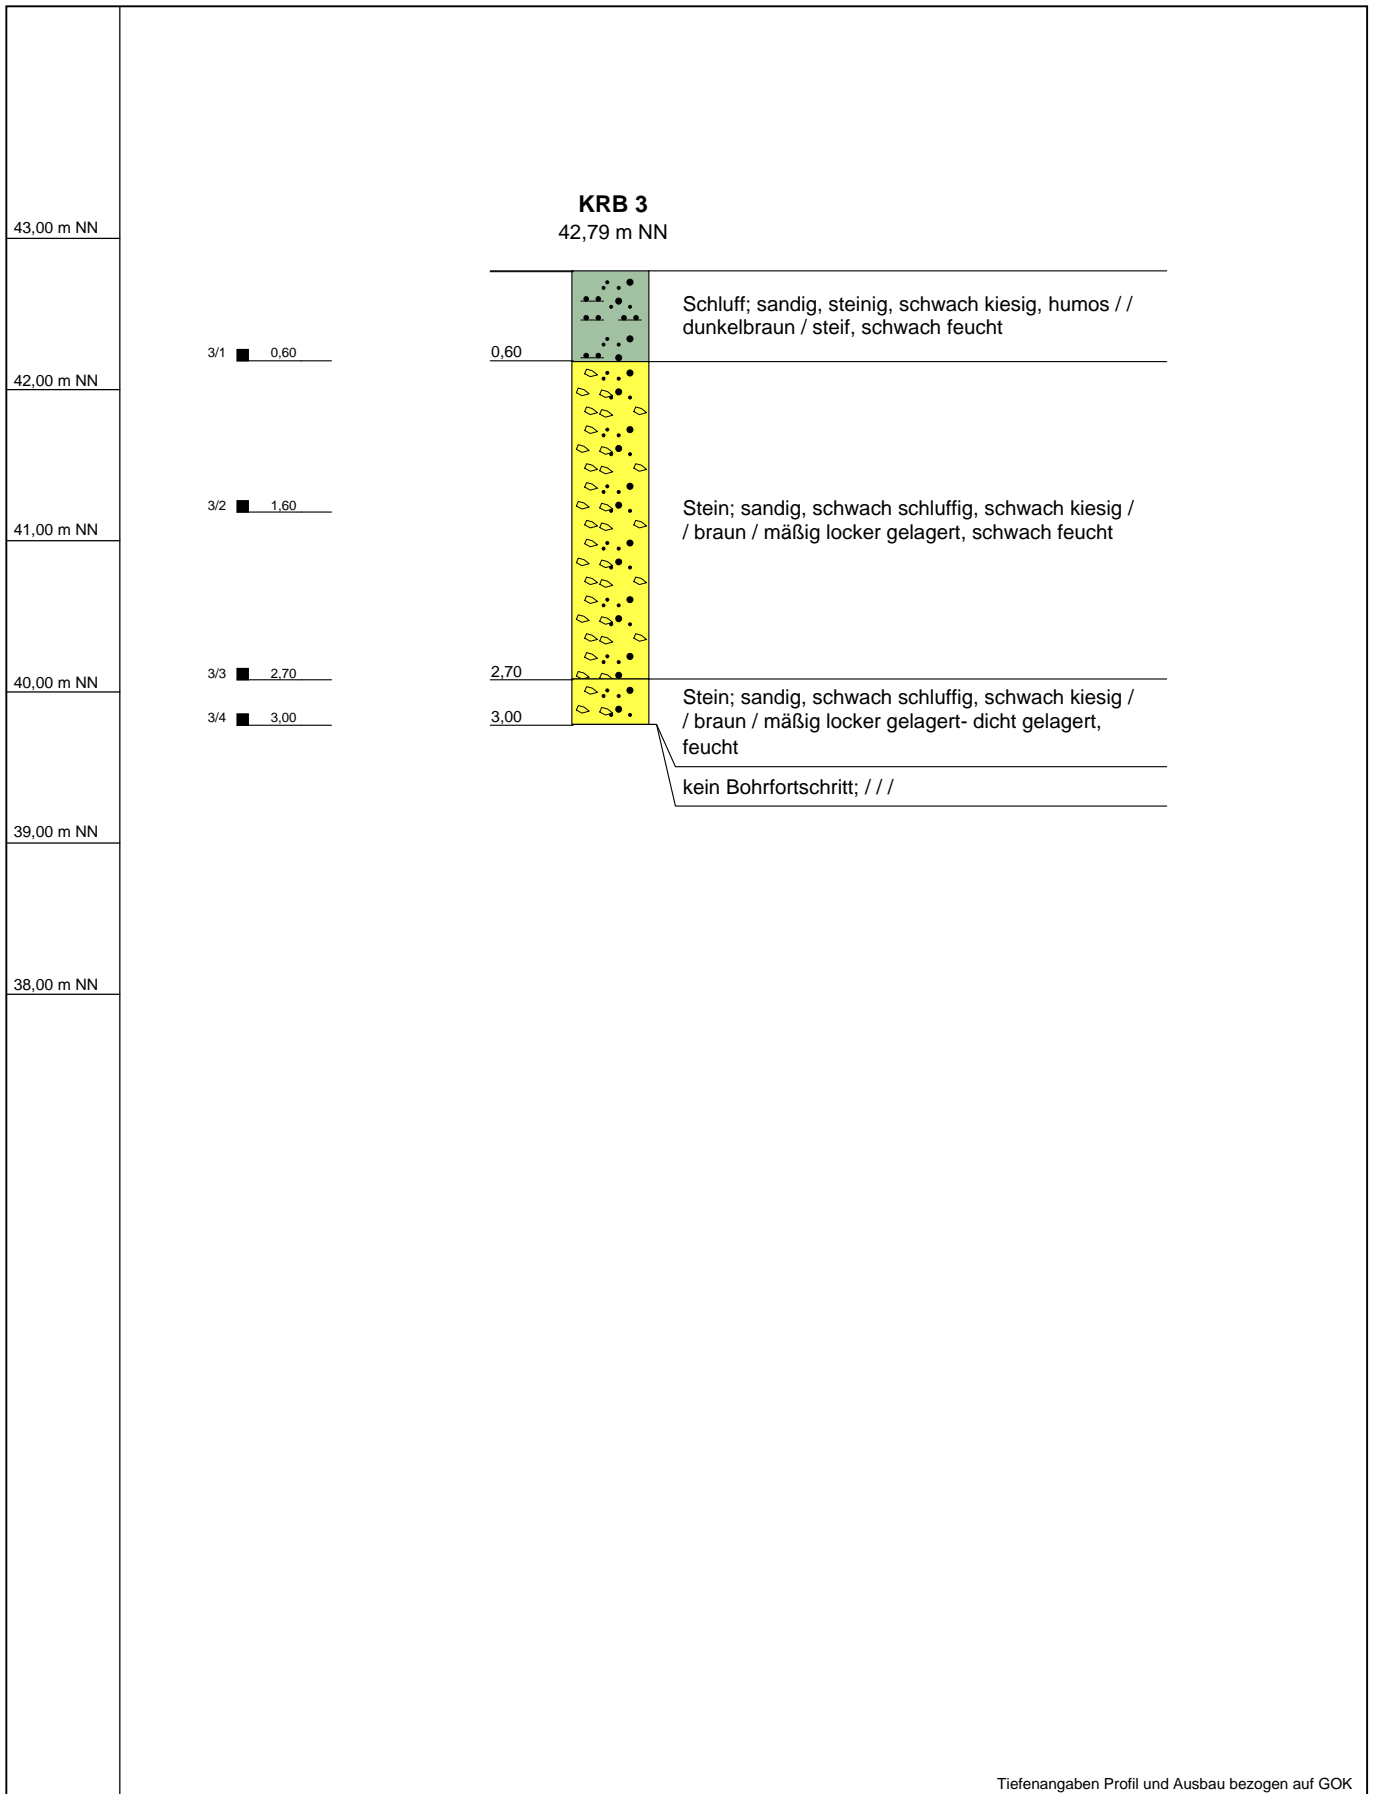 KRB 3
43,00 m NN
42,79 m NN
Schluff; sandig, steinig, schwach kiesig, humos / /
dunkelbraun / steif, schwach feucht
3/1 0,60 0,60
42,00 m NN
3/2 1,60
Stein; sandig, schwach schluffig, schwach kiesig /
/ braun / mäßig locker gelagert, schwach feucht
41,00 m NN
3/3 2,70 2,70
40,00 m NN
Stein; sandig, schwach schluffig, schwach kiesig /
/ braun / mäßig locker gelagert- dicht gelagert,
feucht
3/4 3,00 3,00
kein Bohrfortschritt; / / /
39,00 m NN
38,00 m NN
Tiefenangaben Profil und Ausbau bezogen auf GOK